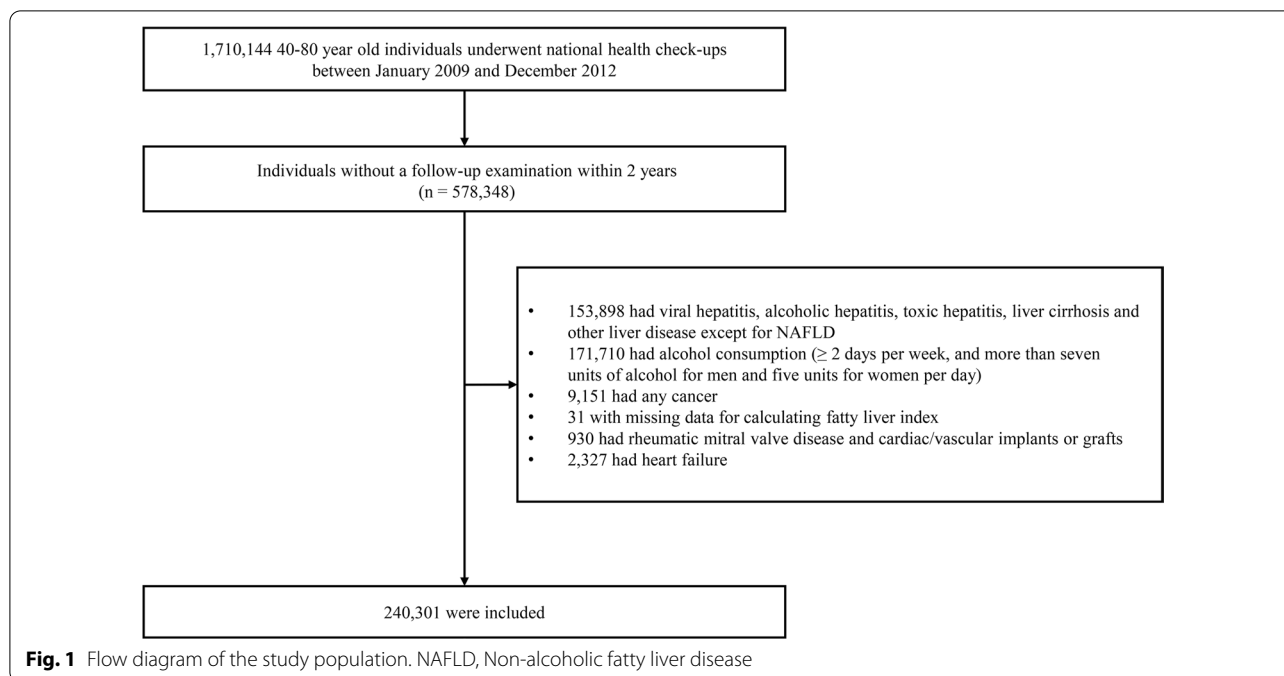 1,710,144 40-80 year old individuals underwent national health check-ups
between January 2009 and December 2012
Individuals without a follow-up examination within 2 years
(n = 578,348)
• 153,898 had viral hepatitis, alcoholic hepatitis, toxic hepatitis, liver cirrhosis and
other liver disease except for NAFLD
• 171,710 had alcohol consumption (≥ 2 days per week, and more than seven
units of alcohol for men and five units for women per day)
• 9,151 had any cancer
• 31 with missing data for calculating fatty liver index
• 930 had rheumatic mitral valve disease and cardiac/vascular implants or grafts
• 2,327 had heart failure
240,301 were included
Fig. 1 Flow diagram of the study population. NAFLD, Non-alcoholic fatty liver disease